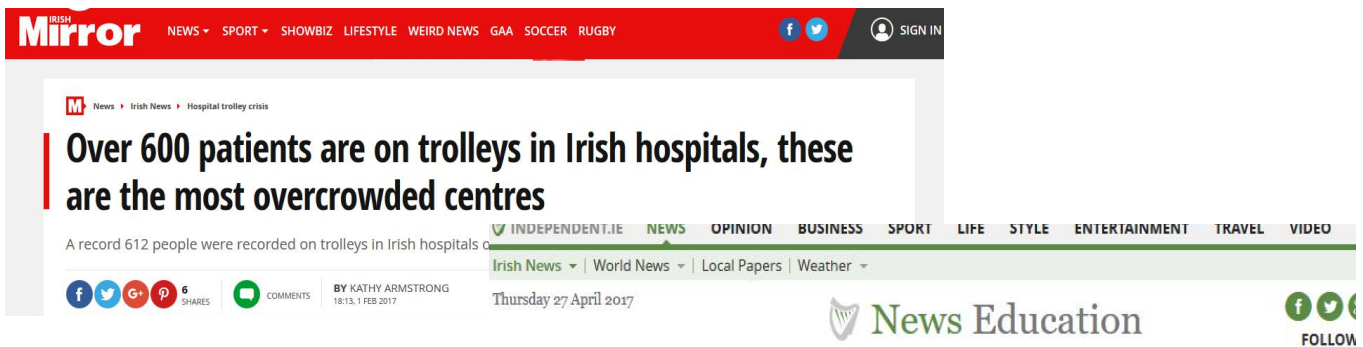 IRISH
Mirror
NEWS SPORT SHOWBIZ LIFESTYLE WEIRD NEWS GAA SOCCER RUGBY
SIGN IN
M News Irish News Hospital trolley crisis
Over 600 patients are on trolleys in Irish hospitals, these
are the most overcrowded centres
A record 612 people were recorded on trolleys in Irish hospitals
6
SHARES
COMMENTS
BY KATHY ARMSTRONG
18:13, 1 FEB 2017
INDEPENDENT.IE NEWS OPINION BUSINESS SPORT LIFE STYLE ENTERTAINMENT TRAVEL VIDEO
Irish News | World News | Local Papers | Weather
Thursday 27 April 2017
News Education
FOLLOW